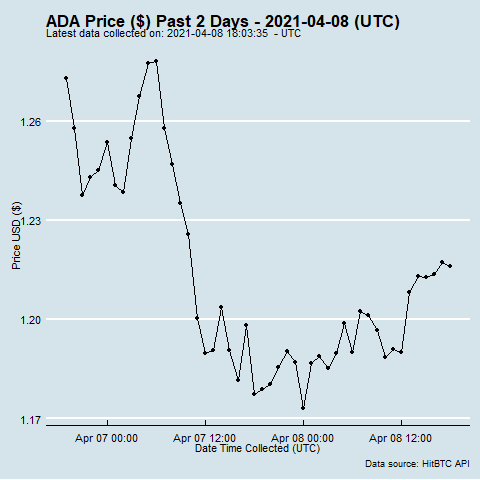 ADA Price ($) Past 2 Days - 2021-04-08 (UTC)
Latest data collected on: 2021-04-08 18:03:35 - UTC
1.26
1.23
Price USD ($)
1.20
1.17
Apr 07 00:00 Apr 07 12:00 Apr 08 00:00 Apr 08 12:00
Date Time Collected (UTC)
Data source: HitBTC API